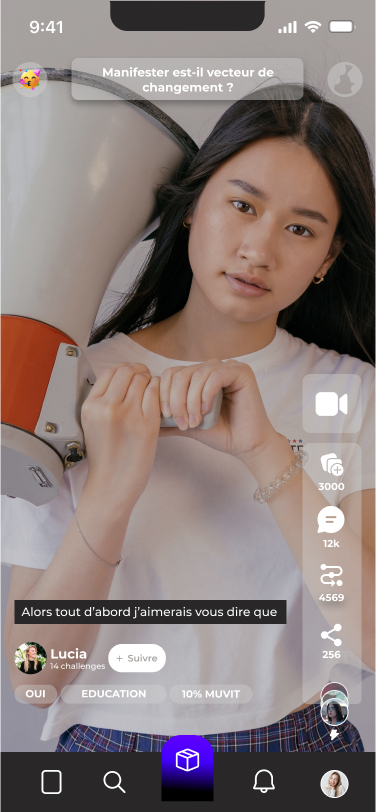 9:41
Manifester est-il vecteur de
changement ?
3000
12k
4569
256
Alors tout d'abord j'aimerais vous dire que
Lucia
14 challenges
+ Suivre
OUI
EDUCATION
10% MUVIT